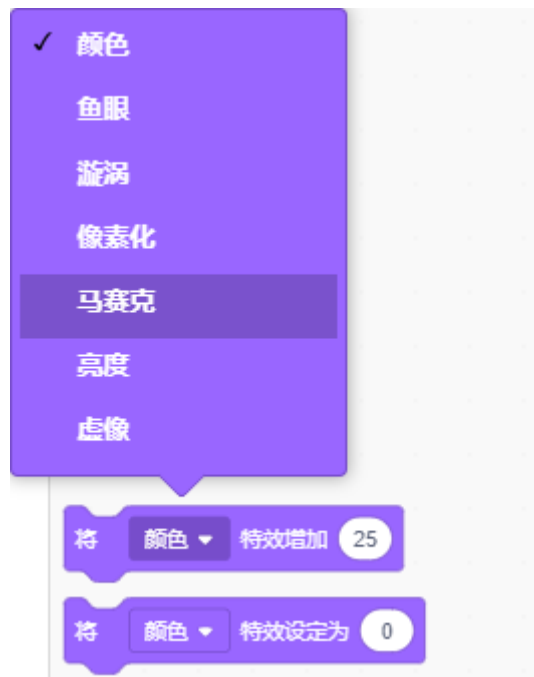 ✓ 颜色
鱼眼
漩涡
像素化
马赛克
亮度
虚像
将 颜色 特效增加 25
将 颜色 特效设定为 0